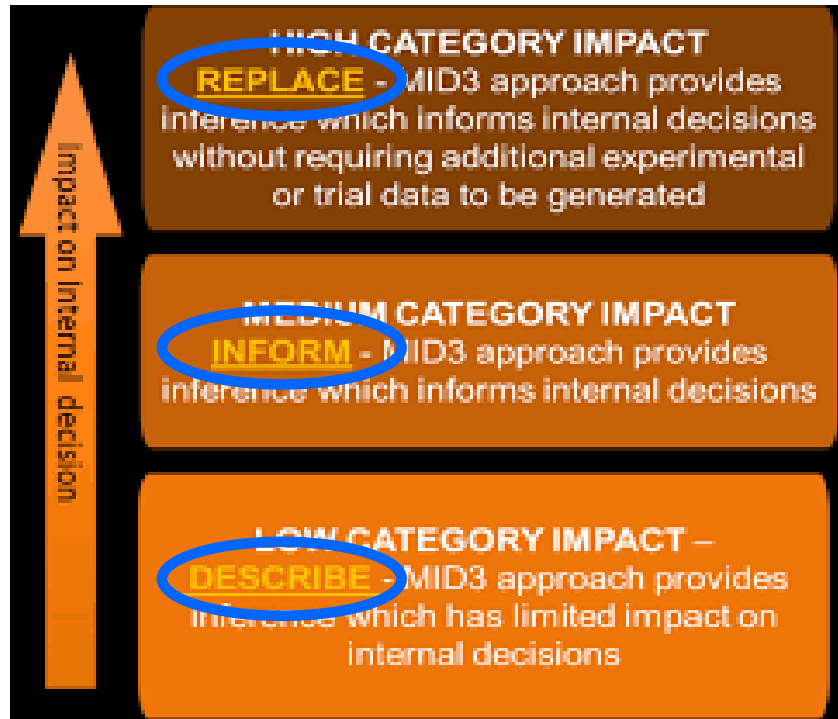 Impact on Internal decision
HIGH CATEGORY IMPACT
REPLACE - MID3 approach provides
inference which informs internal decisions
without requiring additional experimental
or trial data to be generated
MEDIUM CATEGORY IMPACT
INFORM - MID3 approach provides
inference which informs internal decisions
LOW CATEGORY IMPACT –
DESCRIBE - MID3 approach provides
inference which has limited impact on
internal decisions